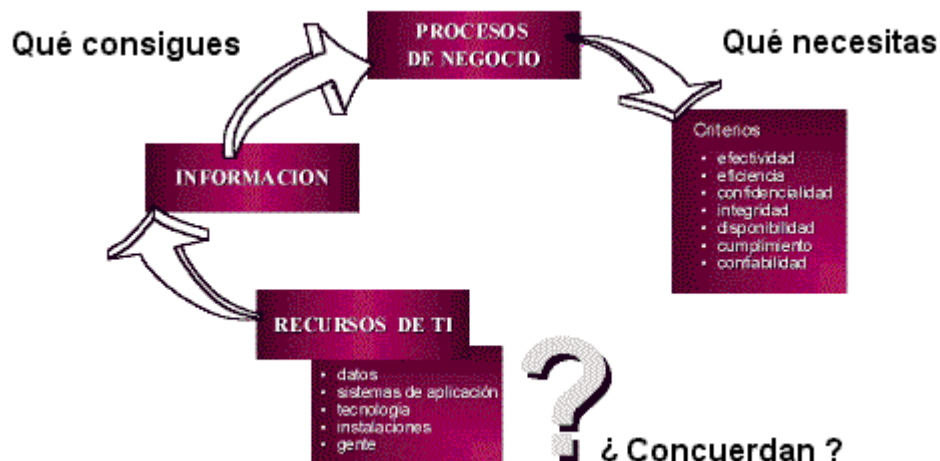 Qué consigues
PROCESOS
DE NEGOCIO
Qué necesitas
Criterios
• efectividad
• eficiencia
• confidencialidad
• integridad
• disponibilidad
• cumplimiento
• confiabilidad
INFORMACION
RECURSOS DE TI
• datos
• sistemas de aplicación
• tecnología
• instalaciones
• gente
?
¿ Concuerdan ?